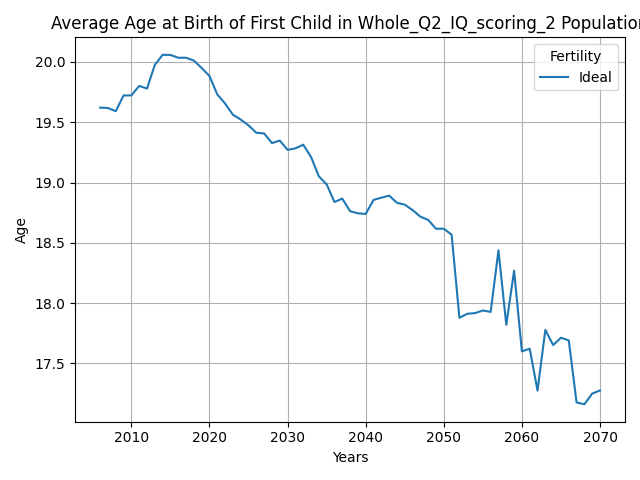 Average Age at Birth of First Child in Whole_Q2_IQ_scoring_2 Population
Fertility
Ideal
20.0
19.5
19.0
18.5
18.0
17.5
Age
2010 2020 2030 2040 2050 2060 2070
Years